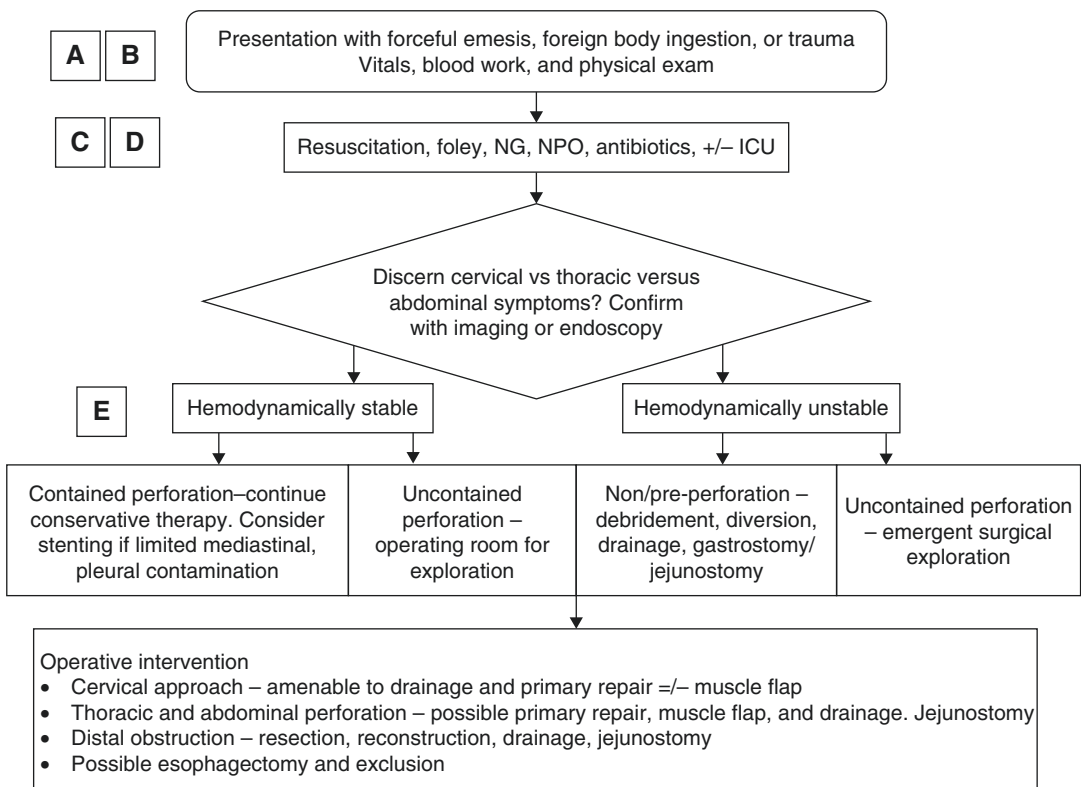 A B
Presentation with forceful emesis, foreign body ingestion, or trauma
Vitals, blood work, and physical exam
C D
Resuscitation, foley, NG, NPO, antibiotics, +/– ICU
Discern cervical vs thoracic versus
abdominal symptoms? Confirm
with imaging or endoscopy
E
Hemodynamically stable
Hemodynamically unstable
Contained perforation–continue
conservative therapy. Consider
stenting if limited mediastinal,
pleural contamination
Uncontained
perforation –
operating room for
exploration
Non/pre-perforation –
debridement, diversion,
drainage, gastrostomy/
jejunostomy
Uncontained perforation
– emergent surgical
exploration
Operative intervention
• Cervical approach – amenable to drainage and primary repair =/– muscle flap
• Thoracic and abdominal perforation – possible primary repair, muscle flap, and drainage. Jejunostomy
• Distal obstruction – resection, reconstruction, drainage, jejunostomy
• Possible esophagectomy and exclusion